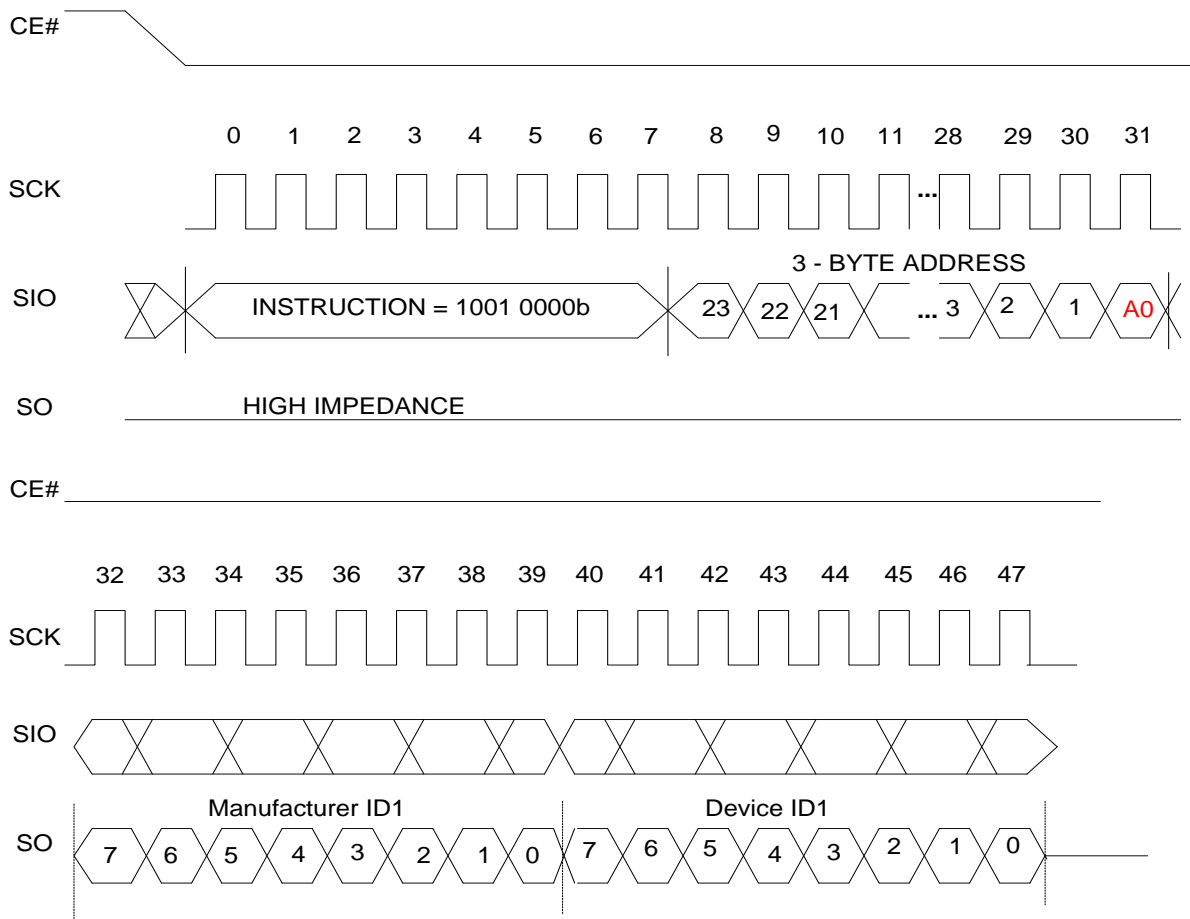 CE#
0 1 2 3 4 5 6 7 8 9 10 11 28 29 30 31
SCK ...
3 - BYTE ADDRESS
SIO INSTRUCTION = 1001 0000b 23 22 21 ... 3 2 1 A0
SO HIGH IMPEDANCE
CE#
32 33 34 35 36 37 38 39 40 41 42 43 44 45 46 47
SCK
SIO
Manufacturer ID1 Device ID1
SO 7 6 5 4 3 2 1 0 7 6 5 4 3 2 1 0